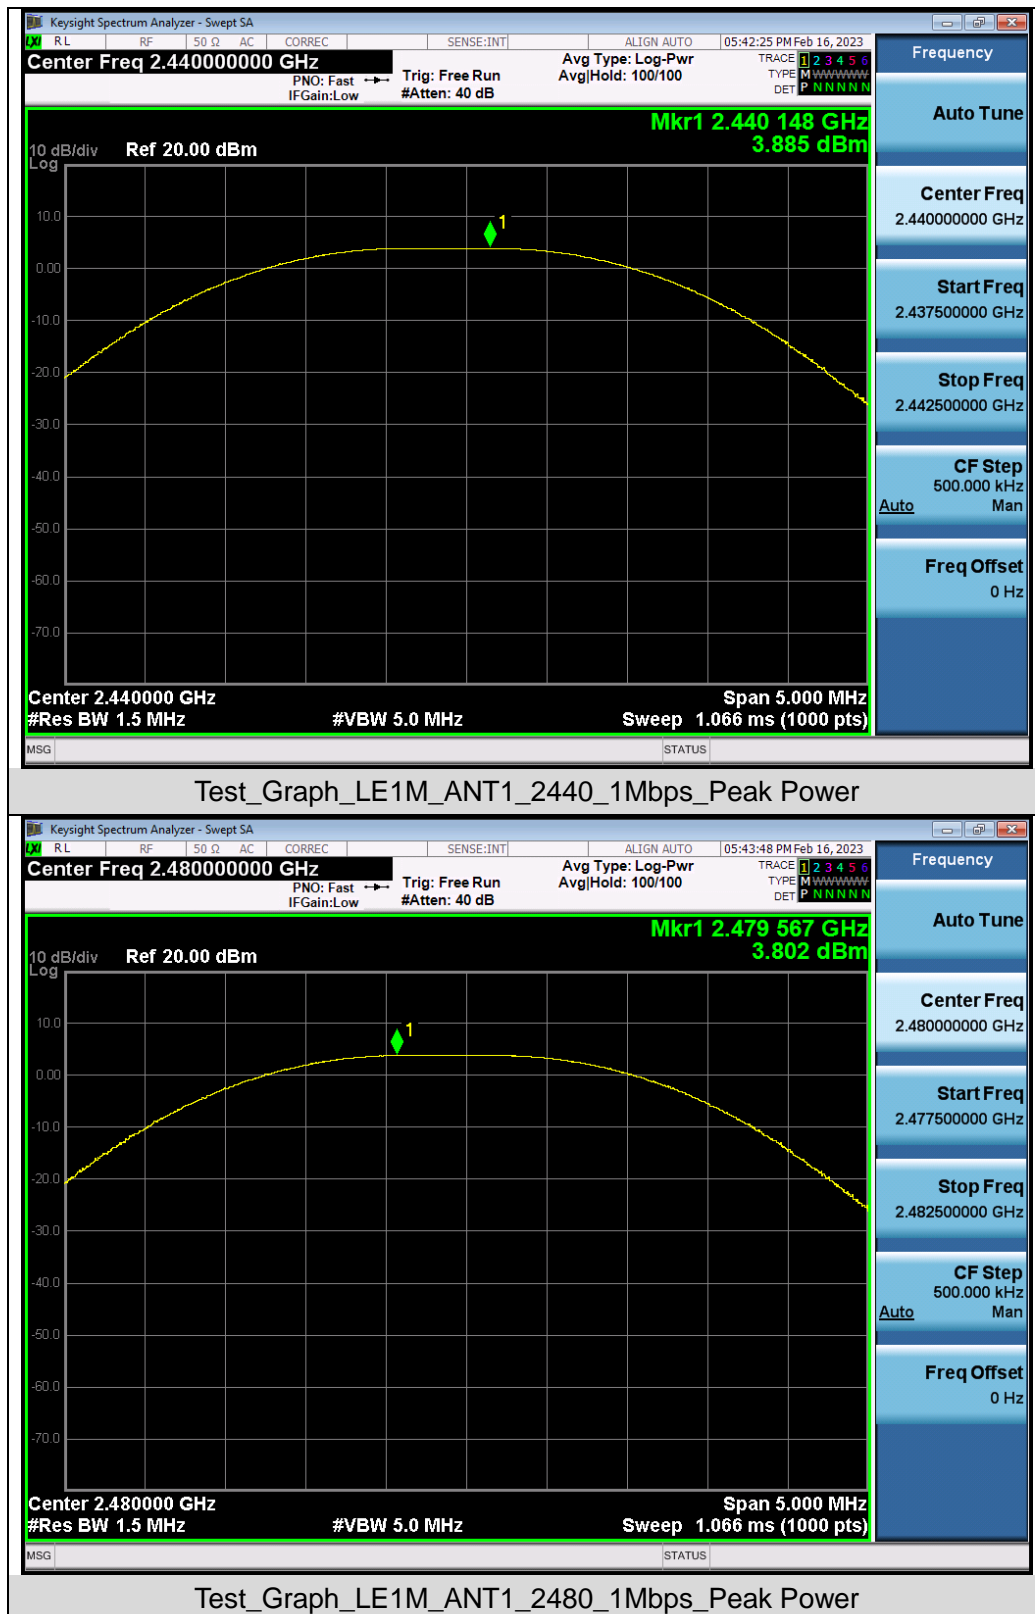 Keysight Spectrum Analyzer - Swept SA
LXI RL RF 50 Ω AC CORREC SENSE:INT ALIGN AUTO 05:42:25 PM Feb 16, 2023
Center Freq 2.440000000 GHz
PNO: Fast
IFGain:Low
Trig: Free Run
#Atten: 40 dB
Avg Type: Log-Pwr
Avg|Hold: 100/100
TRACE 1 2 3 4 5 6
TYPE M WWWWW
DET P N N N N N
Frequency
Mkr1 2.440 148 GHz
3.885 dBm
10 dB/div Ref 20.00 dBm
Log
10.0
0.00
-10.0
-20.0
-30.0
-40.0
-50.0
-60.0
-70.0
1
Center 2.440000 GHz Span 5.000 MHz
#Res BW 1.5 MHz #VBW 5.0 MHz Sweep 1.066 ms (1000 pts)
MSG STATUS
Auto Tune
Center Freq
2.440000000 GHz
Start Freq
2.437500000 GHz
Stop Freq
2.442500000 GHz
CF Step
500.000 kHz
Auto Man
Freq Offset
0 Hz
Test_Graph_LE1M_ANT1_2440_1Mbps_Peak Power
Keysight Spectrum Analyzer - Swept SA
LXI RL RF 50 Ω AC CORREC SENSE:INT ALIGN AUTO 05:43:48 PM Feb 16, 2023
Center Freq 2.480000000 GHz
PNO: Fast
IFGain:Low
Trig: Free Run
#Atten: 40 dB
Avg Type: Log-Pwr
Avg|Hold: 100/100
TRACE 1 2 3 4 5 6
TYPE M WWWWW
DET P N N N N N
Frequency
Mkr1 2.479 567 GHz
3.802 dBm
10 dB/div Ref 20.00 dBm
Log
10.0
0.00
-10.0
-20.0
-30.0
-40.0
-50.0
-60.0
-70.0
1
Center 2.480000 GHz Span 5.000 MHz
#Res BW 1.5 MHz #VBW 5.0 MHz Sweep 1.066 ms (1000 pts)
MSG STATUS
Auto Tune
Center Freq
2.480000000 GHz
Start Freq
2.477500000 GHz
Stop Freq
2.482500000 GHz
CF Step
500.000 kHz
Auto Man
Freq Offset
0 Hz
Test_Graph_LE1M_ANT1_2480_1Mbps_Peak Power